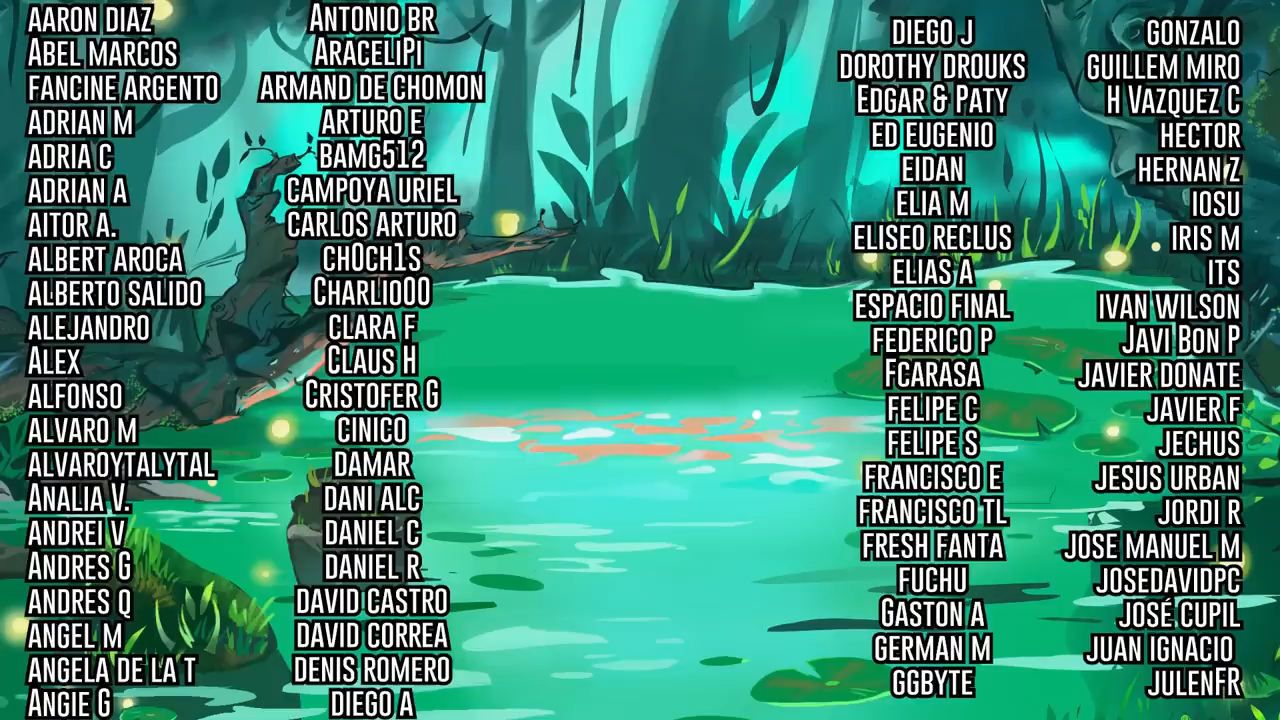 AARON DIAZ
ABEL MARCOS
FANCINE ARGENTO
ADRIAN M
ADRIA C
ADRIAN A
AITOR A.
ALBERT AROCA
ALBERTO SALIDO
ALEJANDRO
ALEX
ALFONSO
ALVARO M
ALVAROYTALYTAL
ANALIA V.
ANDREI V
ANDRES G
ANDRES Q
ANGEL M
ANGELA DE LA T
ANGIE G
ANTONIO BR
ARACELIPI
ARMAND DE CHOMON
ARTURO E
BAMG512
CAMPOYA URIEL
CARLOS ARTURO
CH0CH1S
CHARLIO00
CLARA F
CLAUS H
CRISTOFER G
CINICO
DAMAR
DANI ALC
DANIEL C
DANIEL R
DAVID CASTRO
DAVID CORREA
DENIS ROMERO
DIEGO A
DIEGO J
DOROTHY DROUKS
EDGAR & PATY
ED EUGENIO
EIDAN
ELIA M
ELISEO RECLUS
ELIAS A
ESPACIO FINAL
FEDERICO P
FCARASA
FELIPE C
FELIPE S
FRANCISCO E
FRANCISCO TL
FRESH FANTA
FUCHU
GASTON A
GERMAN M
GGBYTE
GONZALO
GUILLEM MIRO
H VAZQUEZ C
HECTOR
HERNAN Z
IOSU
IRIS M
ITS
IVAN WILSON
JAVI BON P
JAVIER DONATE
JAVIER F
JECHUS
JESUS URBAN
JORDI R
JOSE MANUEL M
JOSEDAVIDPC
JOSÉ CUPIL
JUAN IGNACIO
JULENFR